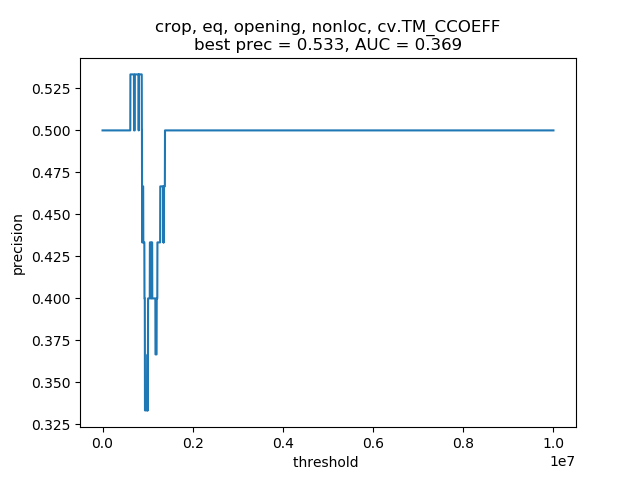 crop, eq, opening, nonloc, cv.TM_CCOEFF
best prec = 0.533, AUC = 0.369
0.525
0.500
0.475
0.450
0.425
0.400
0.375
0.350
0.325
precision
0.0 0.2 0.4 0.6 0.8 1.0
1e7
threshold